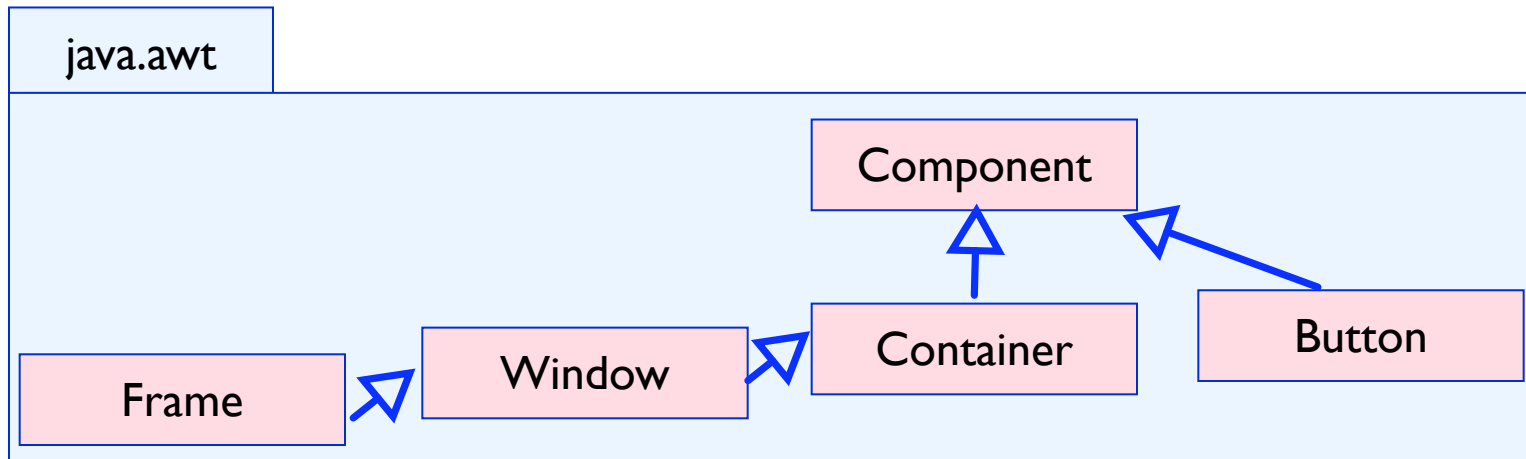 java.awt
Component
Container
Button
Window
Frame